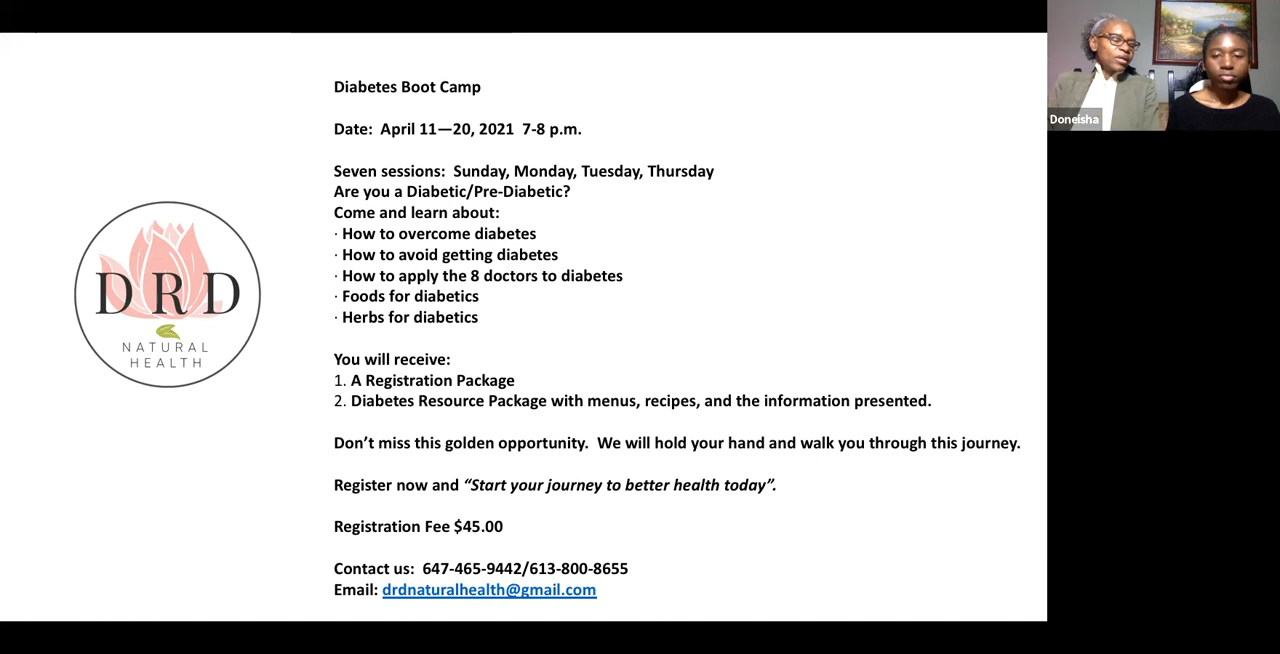 Diabetes Boot Camp
Date:  April 11—20, 2021  7-8 p.m.
Seven sessions:  Sunday, Monday, Tuesday, Thursday
Are you a Diabetic/Pre-Diabetic?
Come and learn about:
· How to overcome diabetes
· How to avoid getting diabetes
· How to apply the 8 doctors to diabetes
· Foods for diabetics
· Herbs for diabetics
You will receive:
1. A Registration Package
2. Diabetes Resource Package with menus, recipes, and the information presented.
Don’t miss this golden opportunity.  We will hold your hand and walk you through this journey.
Register now and “Start your journey to better health today”.
Registration Fee $45.00
Contact us:  647-465-9442/613-800-8655
Email: drdnaturalhealth@gmail.com
DRD
NATURAL
HEALTH
Doneisha